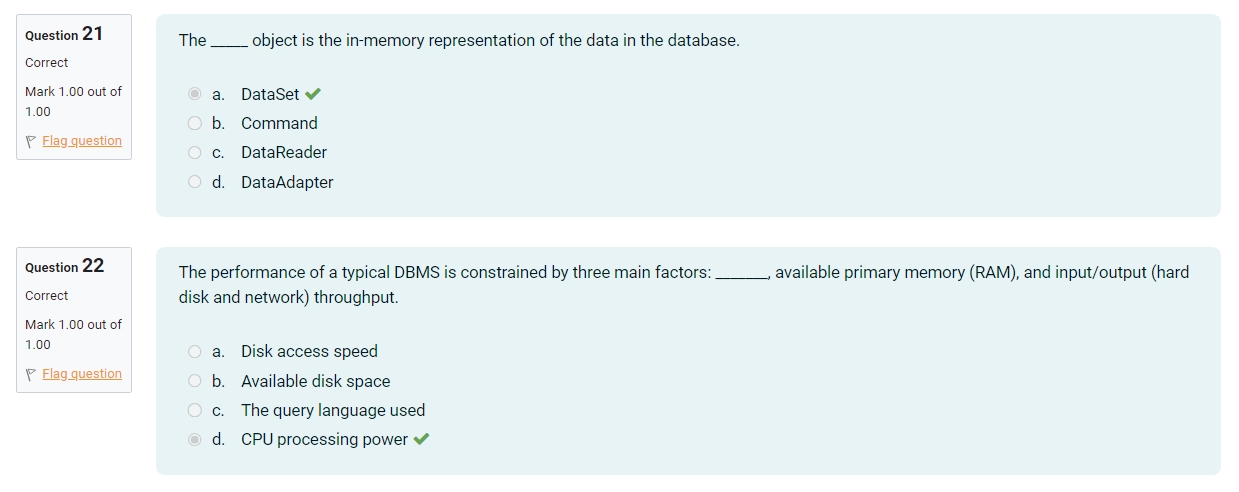 Question 21
Correct
Mark 1.00 out of
1.00
Flag question
The _____ object is the in-memory representation of the data in the database.
a. DataSet
b. Command
c. DataReader
d. DataAdapter
Question 22
Correct
Mark 1.00 out of
1.00
Flag question
The performance of a typical DBMS is constrained by three main factors: _______, available primary memory (RAM), and input/output (hard
disk and network) throughput.
a. Disk access speed
b. Available disk space
c. The query language used
d. CPU processing power